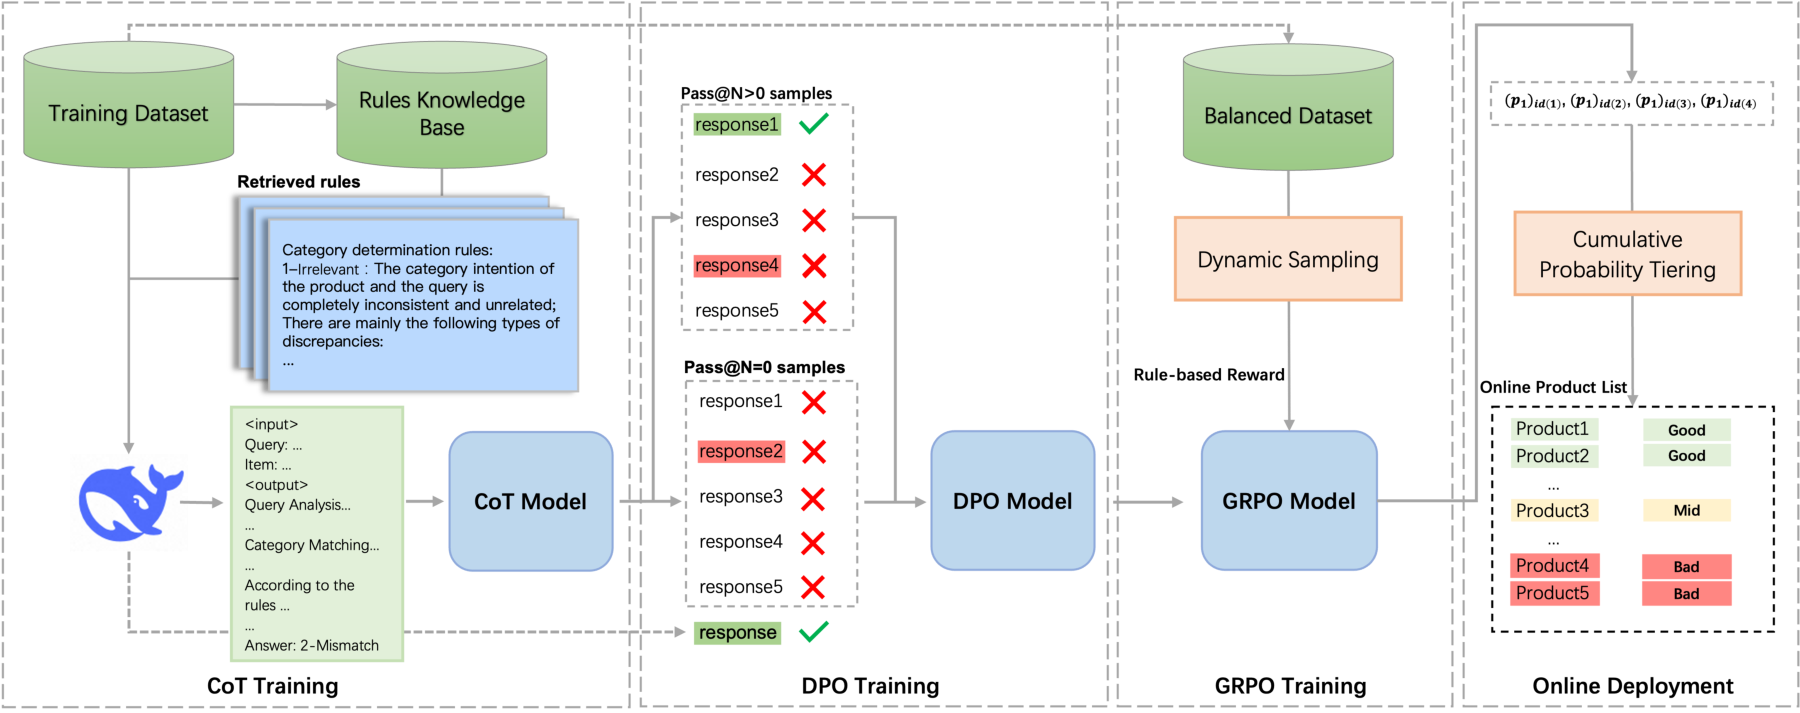 Training Dataset
Rules Knowledge
Base
Retrieved rules
Category determination rules:
1–Irrelevant : The category intention of
the product and the query is
completely inconsistent and unrelated;
There are mainly the following types of
discrepancies:
...
<input>
Query: ...
Item: ...
<output>
Query Analysis...
...
Category Matching...
...
According to the
rules ...
...
Answer: 2-Mismatch
CoT Model
CoT Training
Pass@N>0 samples
response1
response2
response3
response4
response5
Pass@N=0 samples
response1
response2
response3
response4
response5
response
DPO Model
DPO Training
Balanced Dataset
Dynamic Sampling
Rule-based Reward
GRPO Model
GRPO Training
(p₁)id(1), (p₁)id(2), (p₁)id(3), (p₁)id(4)
Cumulative
Probability Tiering
Online Product List
Product1 Good
Product2 Good
...
Product3 Mid
...
Product4 Bad
Product5 Bad
Online Deployment